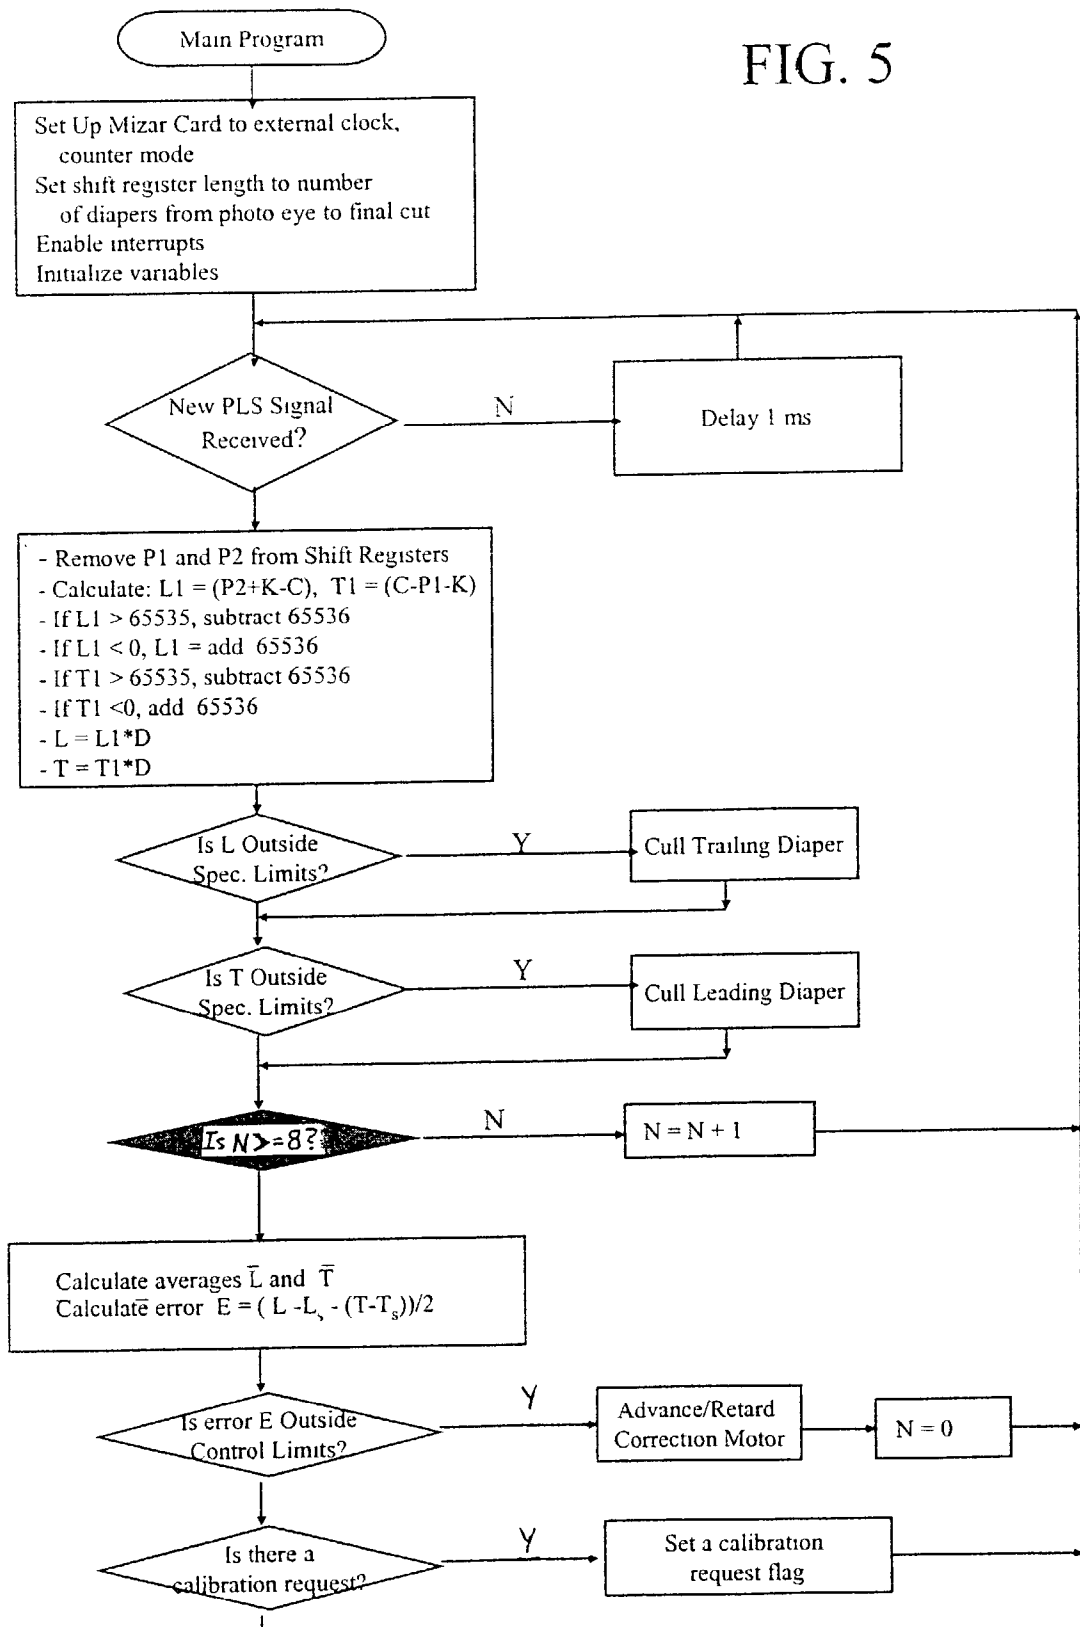 Main Program
FIG. 5
Set Up Mizar Card to external clock,
counter mode
Set shift register length to number
of diapers from photo eye to final cut
Enable interrupts
Initialize variables
New PLS Signal
Received?
N
Delay 1 ms
- Remove P1 and P2 from Shift Registers
- Calculate: L1 = (P2+K-C), T1 = (C-P1-K)
- If L1 > 65535, subtract 65536
- If L1 < 0, L1 = add 65536
- If T1 > 65535, subtract 65536
- If T1 <0, add 65536
- L = L1*D
- T = T1*D
Is L Outside
Spec. Limits?
Y
Cull Trailing Diaper
Is T Outside
Spec. Limits?
Y
Cull Leading Diaper
Is N>=8?
N
N = N + 1
Calculate averages L̅ and T̅
Calculate error E = ( L -Lₛ - (T-Tₛ))/2
Is error E Outside
Control Limits?
Y
Advance/Retard
Correction Motor
N = 0
Is there a
calibration request?
Y
Set a calibration
request flag